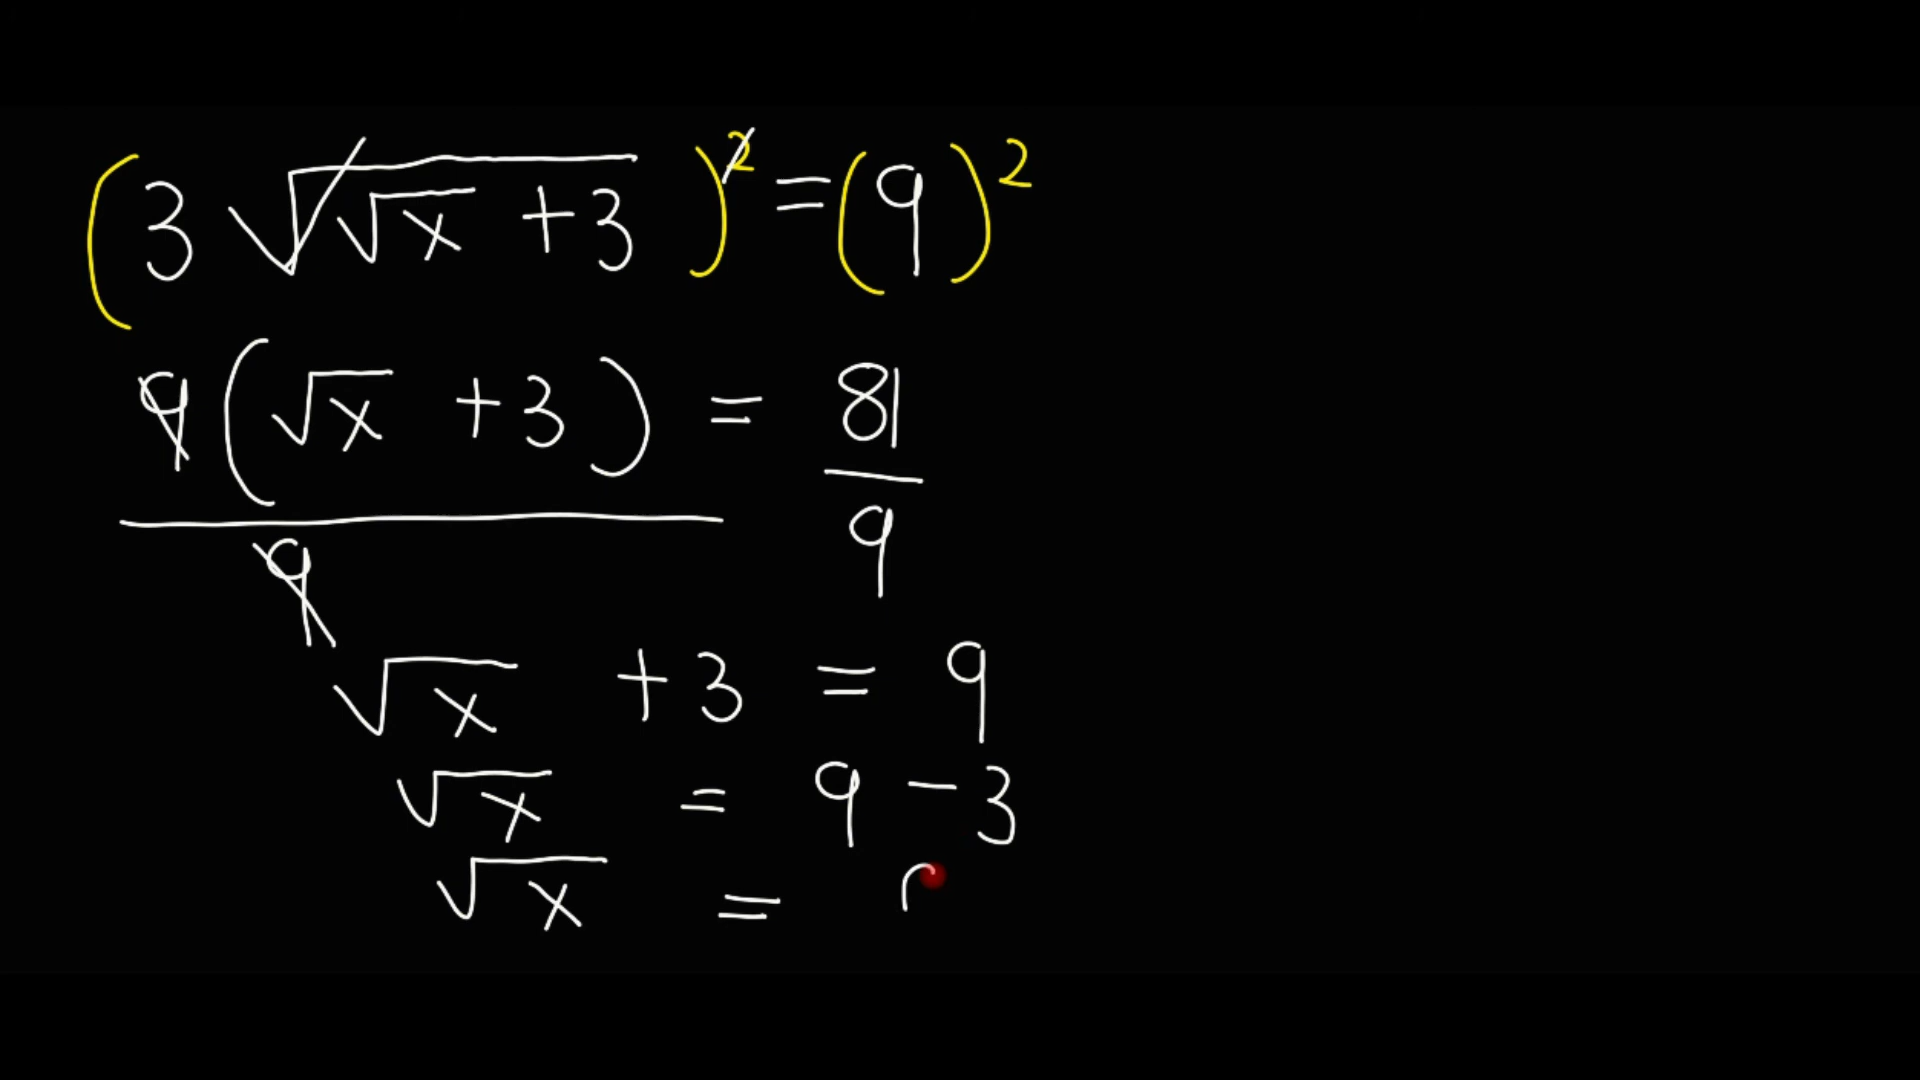 (3√(√x + 3))² = (9)²
9(√x + 3) / 9 = 81 / 9
√x + 3 = 9
√x = 9 - 3
√x =